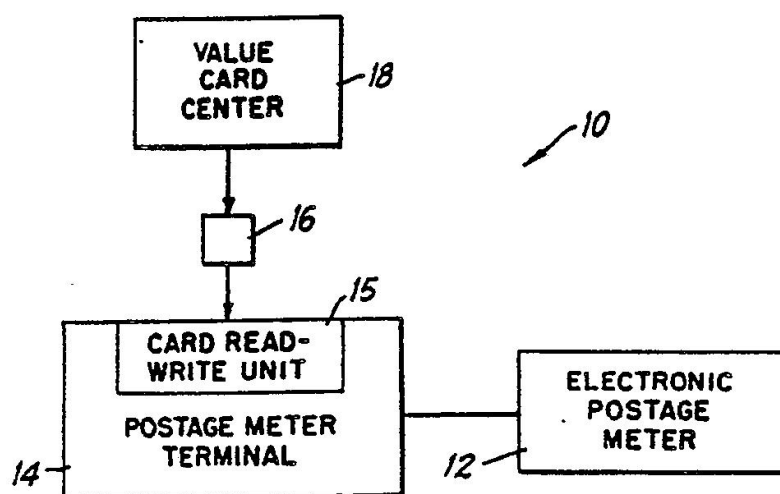 VALUE
CARD
CENTER
18
10
16
15
CARD READ-
WRITE UNIT
POSTAGE METER
TERMINAL
14
ELECTRONIC
POSTAGE
METER
12